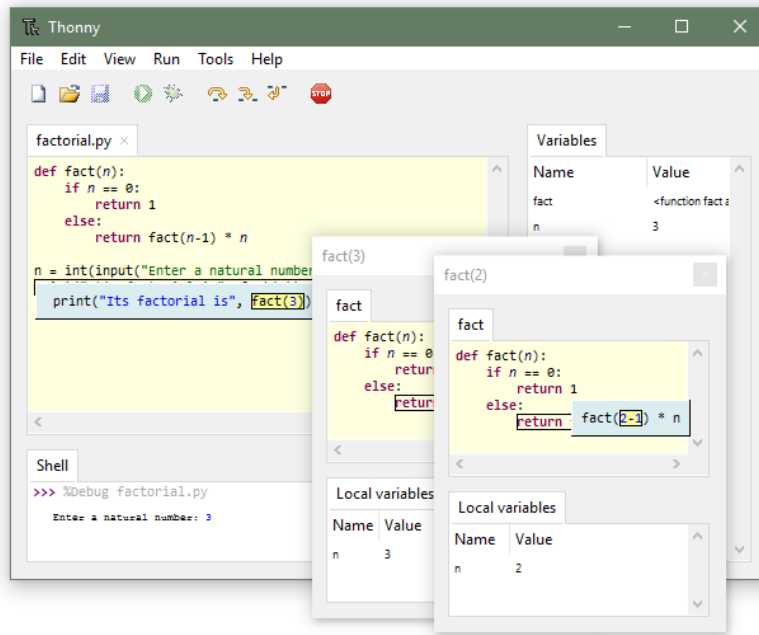 Thonny
File Edit View Run Tools Help
STOP
factorial.py
def fact(n):
    if n == 0:
        return 1
    else:
        return fact(n-1) * n
n = int(input("Enter a natural number
print("Its factorial is", fact(3))
Shell
>>> %Debug factorial.py
Enter a natural number: 3
Variables
Name Value
fact <function fact a
n 3
fact(3)
fact
def fact(n):
    if n == 0
        retur
    else:
        retur
Local variables
Name Value
n 3
fact(2)
x
fact
def fact(n):
    if n == 0:
        return 1
    else:
        return fact(2-1) * n
Local variables
Name Value
n 2